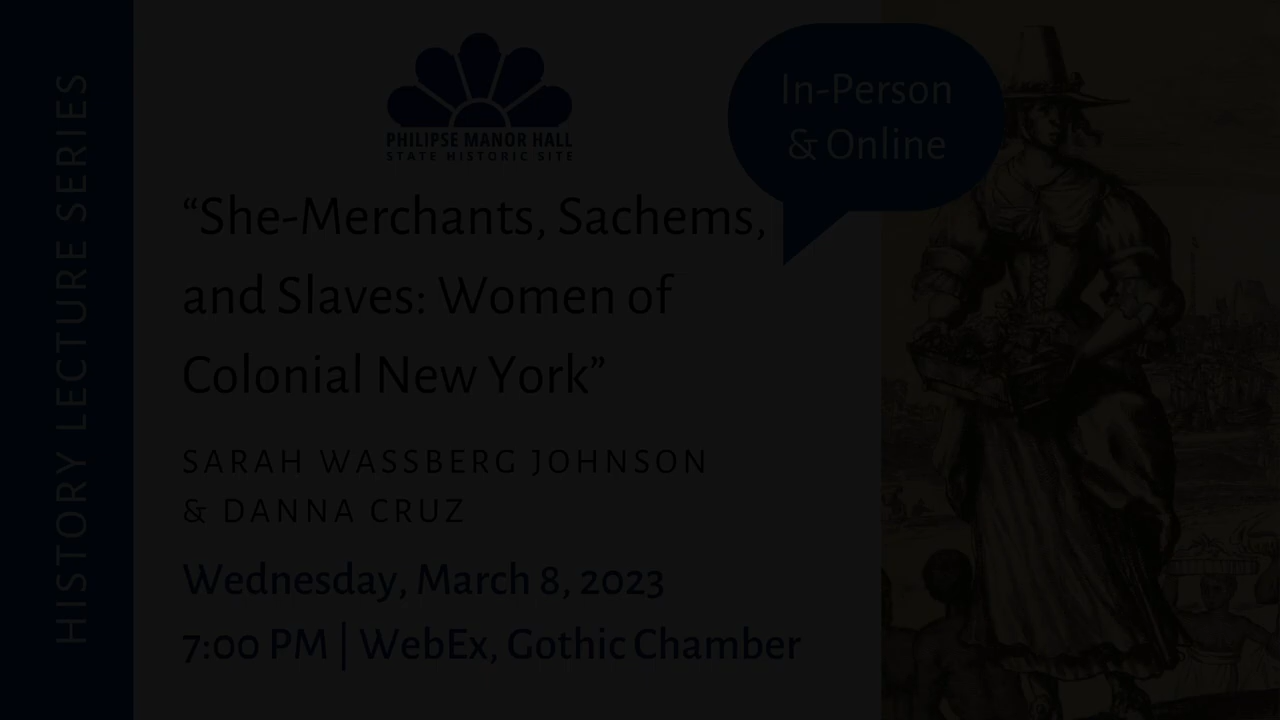 HISTORY LECTURE SERIES
PHILIPSE MANOR HALL
STATE HISTORIC SITE
In-Person
& Online
“She-Merchants, Sachems,
and Slaves: Women of
Colonial New York”
SARAH WASSBERG JOHNSON
& DANNA CRUZ
Wednesday, March 8, 2023
7:00 PM | WebEx, Gothic Chamber